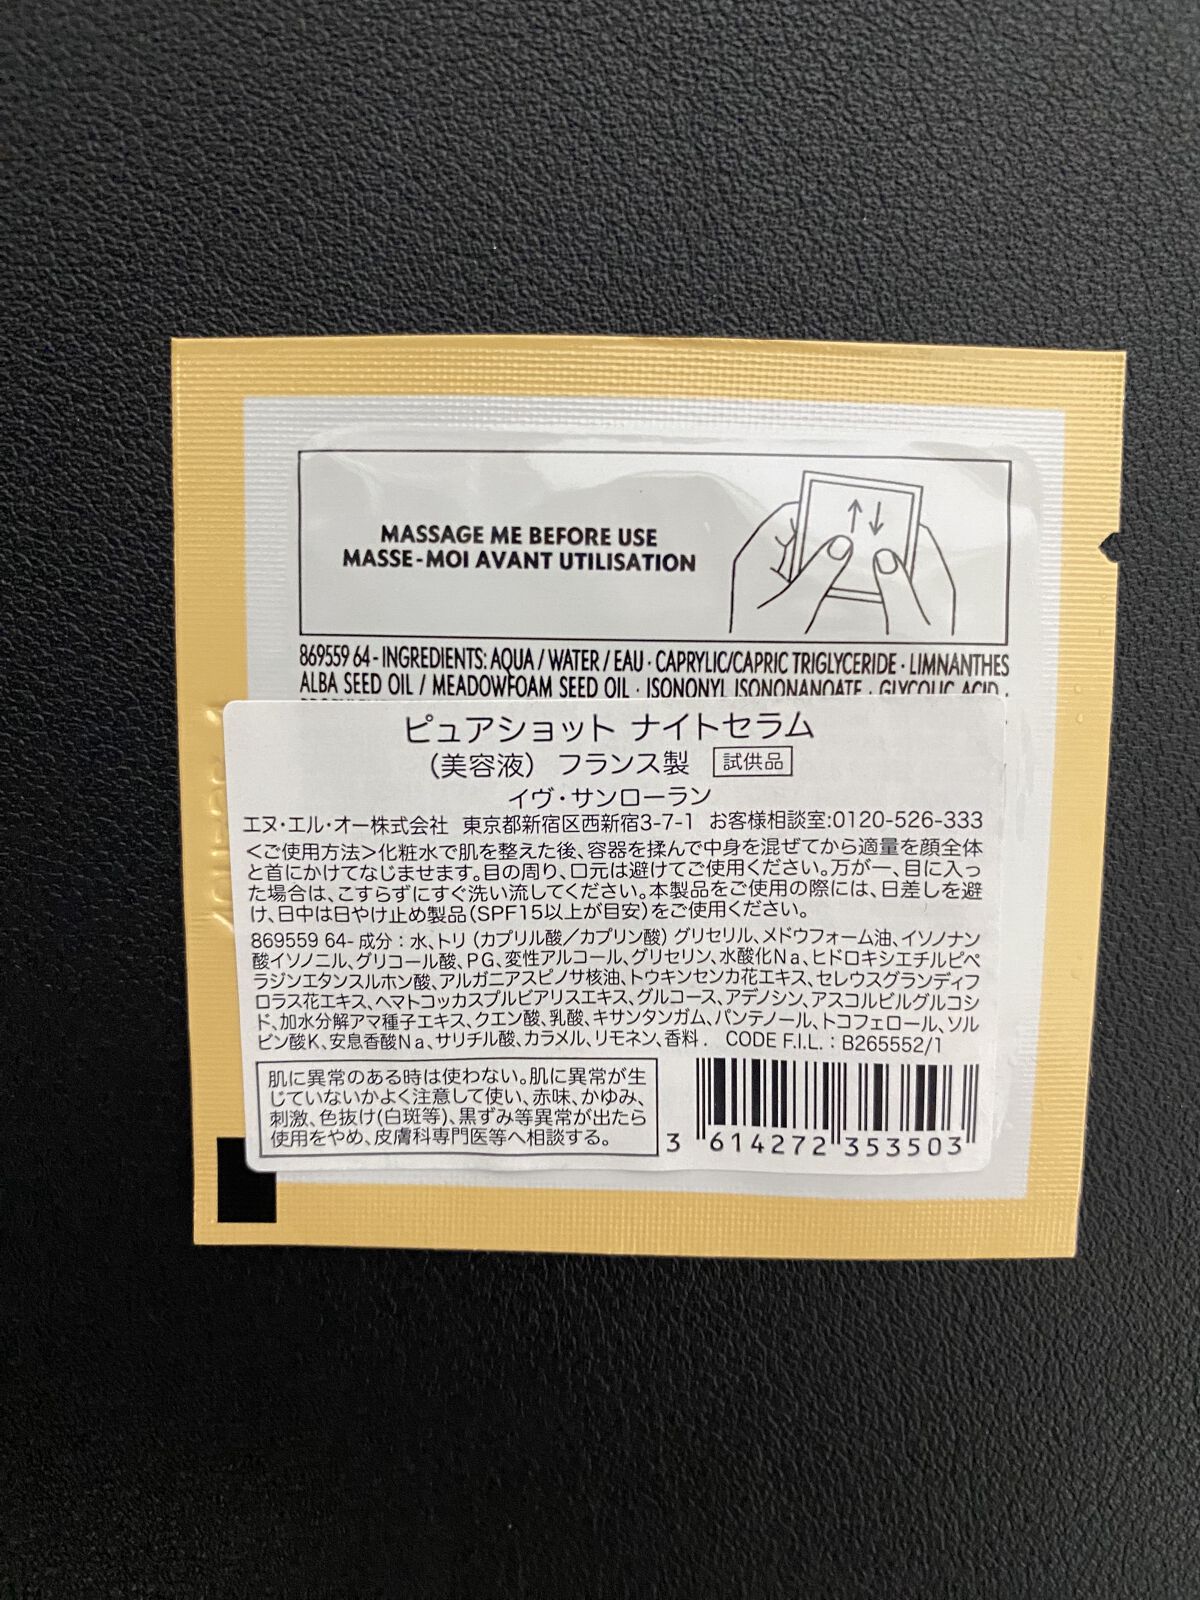 MASSAGE ME BEFORE USE
MASSE-MOI AVANT UTILISATION
869559 64 - INGREDIENTS: AQUA / WATER / EAU · CAPRYLIC/CAPRIC TRIGLYCERIDE · LIMNANTHES
ALBA SEED OIL / MEADOWFOAM SEED OIL · ISONONYL ISONONANOATE · GLYCOLIC ACID ·
ピュアショット ナイトセラム
（美容液） フランス製 試供品
イヴ・サンローラン
エヌ・エル・オー株式会社 東京都新宿区西新宿3-7-1 お客様相談室:0120-526-333
＜ご使用方法＞化粧水で肌を整えた後、容器を揉んで中身を混ぜてから適量を顔全体
と首にかけてなじませます。目の周り、口元は避けてご使用ください。万が一、目に入っ
た場合は、こすらずにすぐ洗い流してください。本製品をご使用の際には、日差しを避
け、日中は日やけ止め製品（SPF15以上が目安）をご使用ください。
869559 64- 成分：水、トリ（カプリル酸／カプリン酸）グリセリル、メドウフォーム油、イソノナン
酸イソノニル、グリコール酸、PG、変性アルコール、グリセリン、水酸化Na、ヒドロキシエチルピペ
ラジンエタンスルホン酸、アルガニアスピノサ核油、トウキンセンカ花エキス、セレウスグランディフ
ロラス花エキス、ヘマトコッカスプルビアリスエキス、グルコース、アデノシン、アスコルビルグルコシ
ド、加水分解アマ種子エキス、クエン酸、乳酸、キサンタンガム、パンテノール、トコフェロール、ソル
ビン酸K、安息香酸Na、サリチル酸、カラメル、リモネン、香料． CODE F.I.L. : B265552/1
肌に異常のある時は使わない。肌に異常が生
じていないかよく注意して使い、赤味、かゆみ、
刺激、色抜け(白斑等)、黒ずみ等異常が出たら
使用をやめ、皮膚科専門医等へ相談する。
3 614272 353503